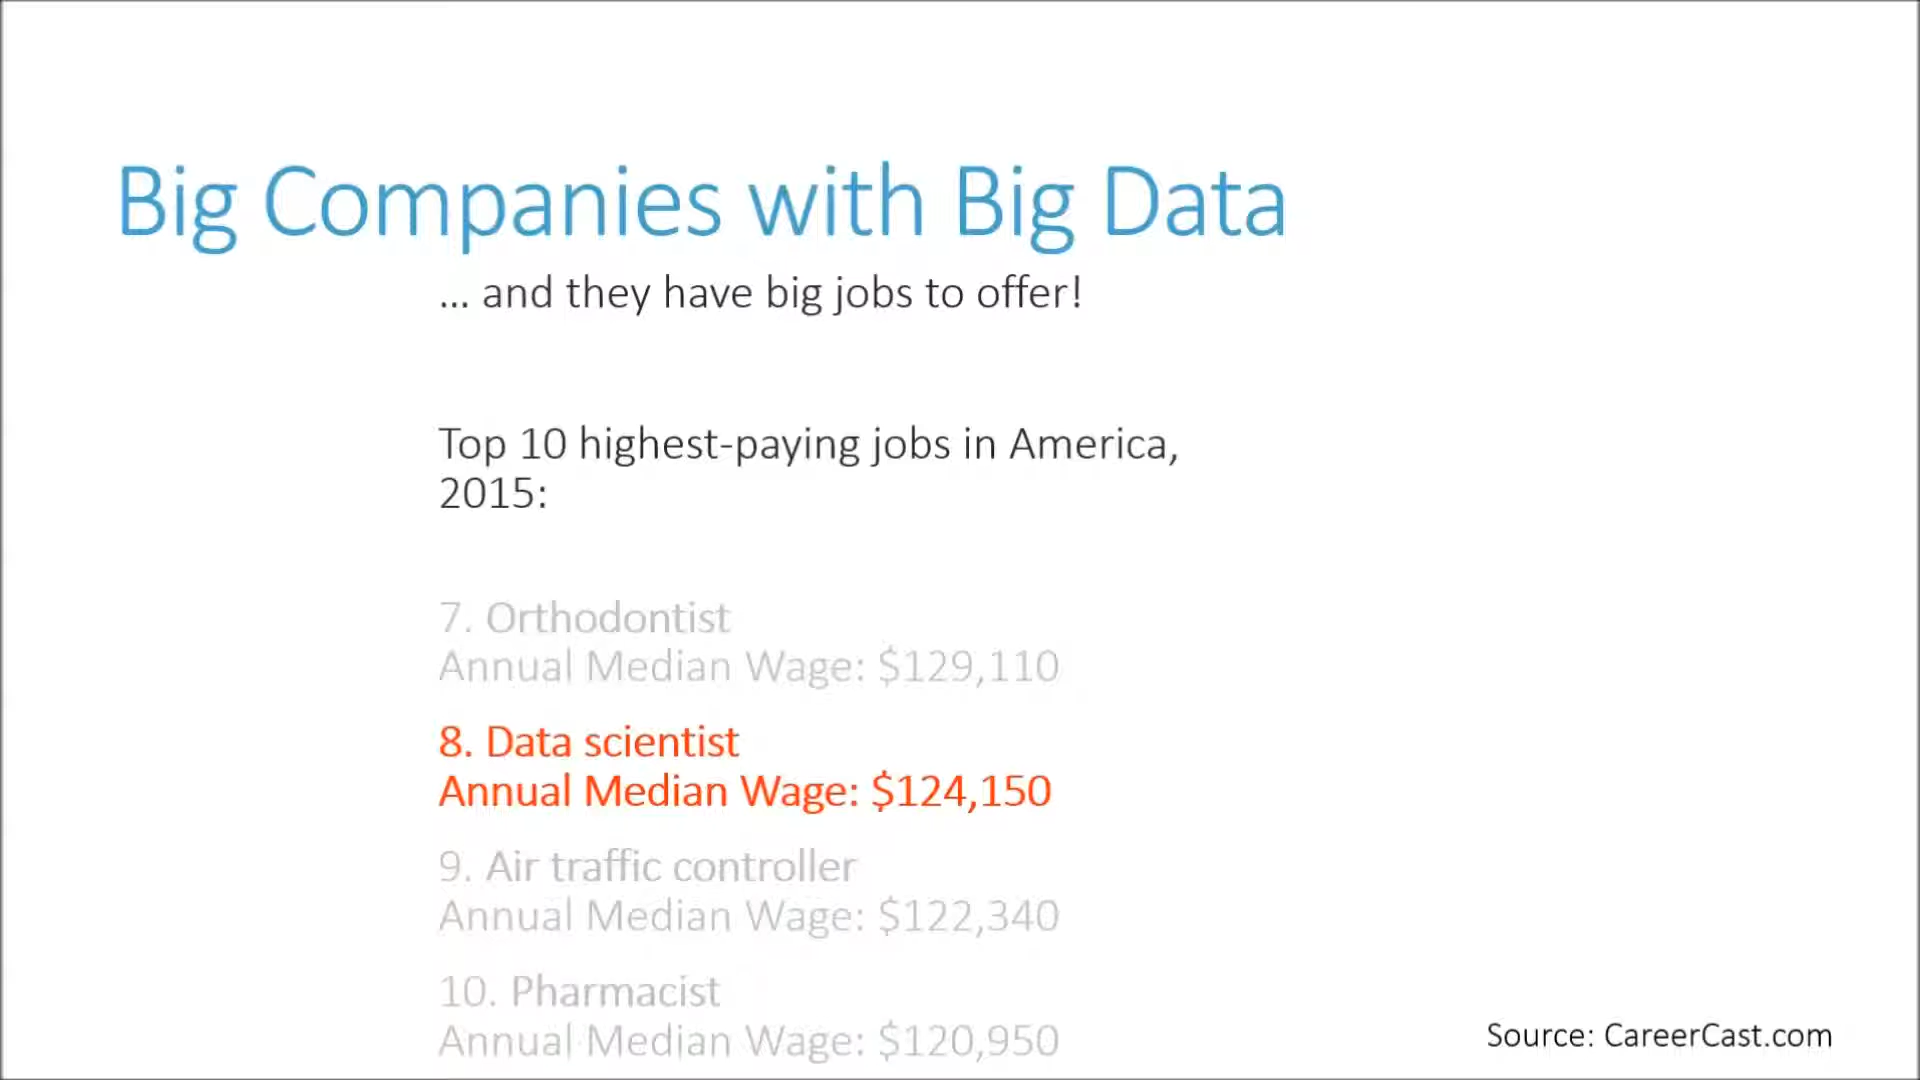 Big Companies with Big Data
... and they have big jobs to offer!
Top 10 highest-paying jobs in America,
2015:
7. Orthodontist
Annual Median Wage: $129,110
8. Data scientist
Annual Median Wage: $124,150
9. Air traffic controller
Annual Median Wage: $122,340
10. Pharmacist
Annual Median Wage: $120,950
Source: CareerCast.com